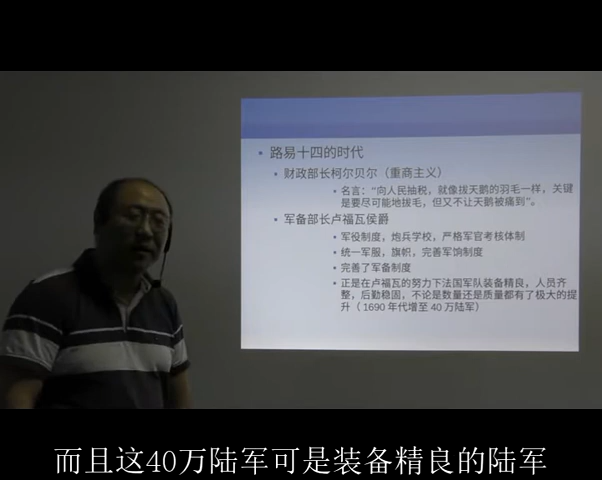 路易十四的时代
财政部长柯尔贝尔（重商主义）
名言：“向人民抽税，就像拔天鹅的羽毛一样，关键
是要尽可能地拔毛，但又不让天鹅被痛到”。
军备部长卢福瓦侯爵
军役制度，炮兵学校，严格军官考核体制
统一军服，旗帜，完善军饷制度
完善了军备制度
正是在卢福瓦的努力下法国军队装备精良，人员齐
整，后勤稳固，不论是数量还是质量都有了极大的提
升（1690 年代增至 40 万陆军）
而且这40万陆军可是装备精良的陆军